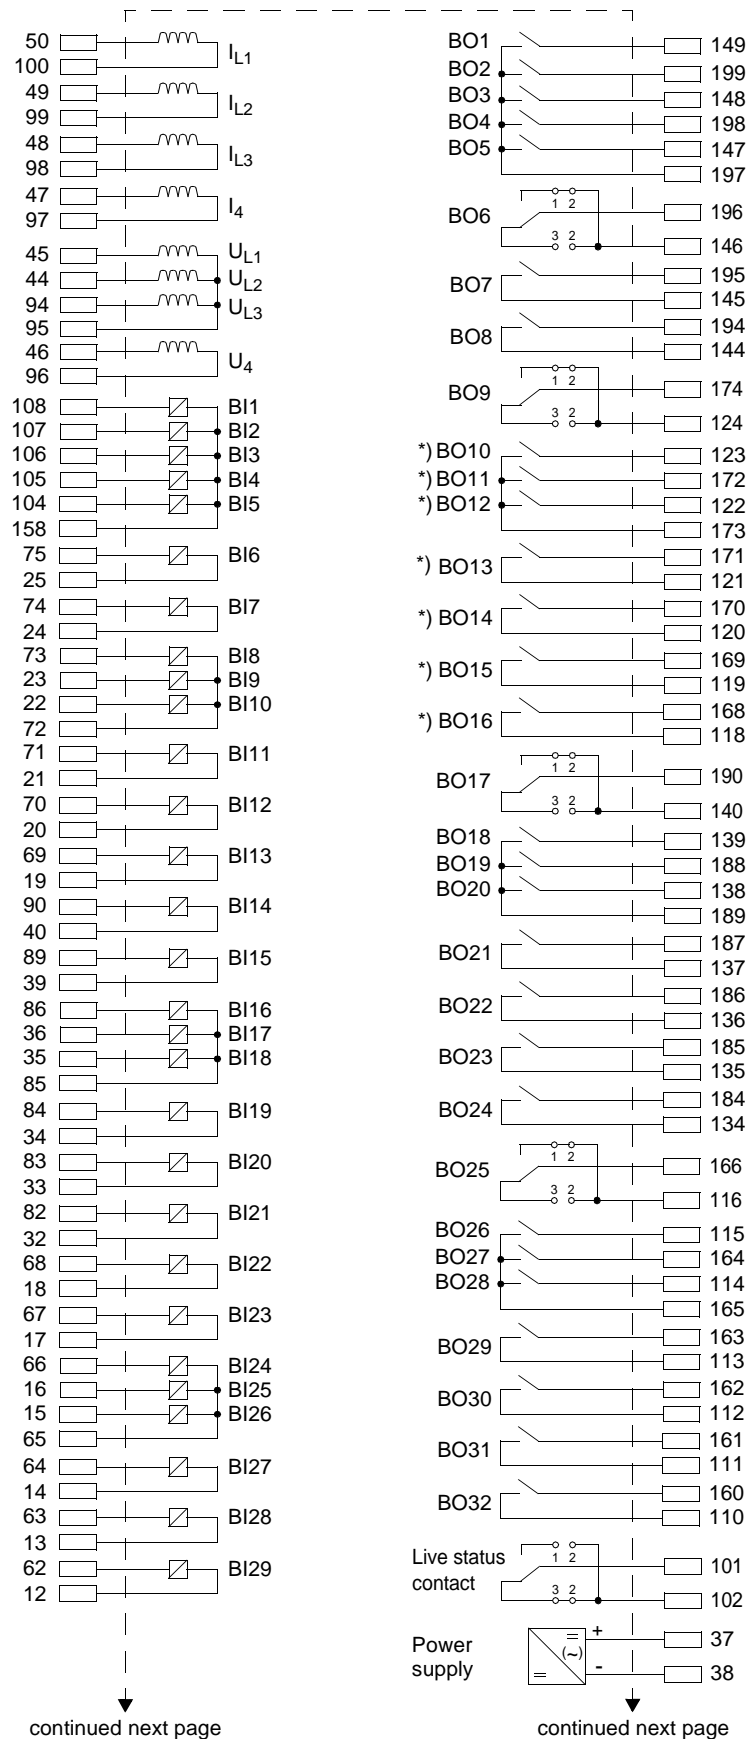 50
100
I L1
49
99
I L2
48
98
I L3
47
97
I 4
45
U L1
44
U L2
94
U L3
95
46
96
U 4
108 BI1
107 BI2
106 BI3
105 BI4
104 BI5
158
75 BI6
25
74 BI7
24
73 BI8
23 BI9
22 BI10
72
71 BI11
21
70 BI12
20
69 BI13
19
90 BI14
40
89 BI15
39
86 BI16
36 BI17
35 BI18
85
84 BI19
34
83 BI20
33
82 BI21
32
68 BI22
18
67 BI23
17
66 BI24
16 BI25
15 BI26
65
64 BI27
14
63 BI28
13
62 BI29
12
continued next page
BO1 149
BO2 199
BO3 148
BO4 198
BO5 147
197
BO6 1 2 196
3 2 146
BO7 195
145
BO8 194
144
BO9 1 2 174
3 2 124
*) BO10 123
*) BO11 172
*) BO12 122
173
*) BO13 171
121
*) BO14 170
120
*) BO15 169
119
*) BO16 168
118
BO17 1 2 190
3 2 140
BO18 139
BO19 188
BO20 138
189
BO21 187
137
BO22 186
136
BO23 185
135
BO24 184
134
BO25 1 2 166
3 2 116
BO26 115
BO27 164
BO28 114
165
BO29 163
113
BO30 162
112
BO31 161
111
BO32 160
110
Live status 1 2 101
contact 3 2 102
Power (~) + 37
supply - 38
continued next page